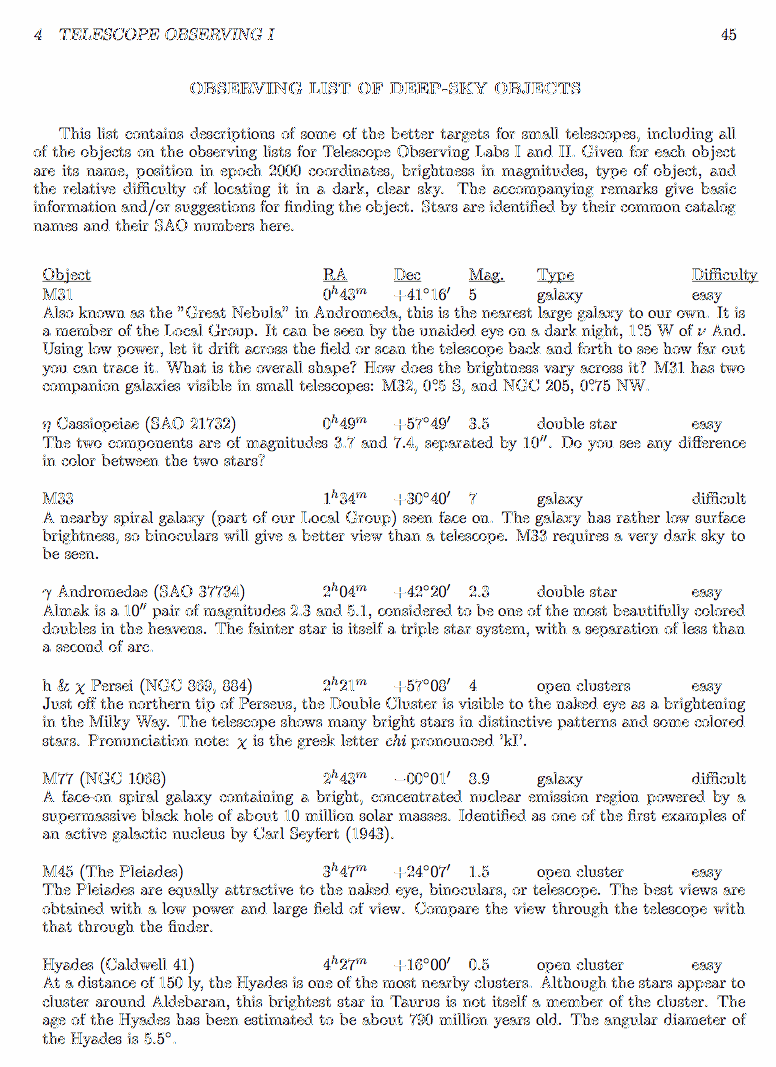 4 TELESCOPE OBSERVING I 45
OBSERVING LIST OF DEEP-SKY OBJECTS
This list contains descriptions of some of the better targets for small telescopes, including all
of the objects on the observing lists for Telescope Observing Labs I and II. Given for each object
are its name, position in epoch 2000 coordinates, brightness in magnitudes, type of object, and
the relative difficulty of locating it in a dark, clear sky. The accompanying remarks give basic
information and/or suggestions for finding the object. Stars are identified by their common catalog
names and their SAO numbers here.
Object RA Dec Mag. Type Difficulty
M31 0ʰ43ᵐ +41°16′ 5 galaxy easy
Also known as the "Great Nebula" in Andromeda, this is the nearest large galaxy to our own. It is
a member of the Local Group. It can be seen by the unaided eye on a dark night, 1°.5 W of ν And.
Using low power, let it drift across the field or scan the telescope back and forth to see how far out
you can trace it. What is the overall shape? How does the brightness vary across it? M31 has two
companion galaxies visible in small telescopes: M32, 0°.5 S, and NGC 205, 0°.75 NW.
η Cassiopeiae (SAO 21732) 0ʰ49ᵐ +57°49′ 3.5 double star easy
The two components are of magnitudes 3.7 and 7.4, separated by 10″. Do you see any difference
in color between the two stars?
M33 1ʰ34ᵐ +30°40′ 7 galaxy difficult
A nearby spiral galaxy (part of our Local Group) seen face on. The galaxy has rather low surface
brightness, so binoculars will give a better view than a telescope. M33 requires a very dark sky to
be seen.
γ Andromedae (SAO 37734) 2ʰ04ᵐ +42°20′ 2.3 double star easy
Almak is a 10″ pair of magnitudes 2.3 and 5.1, considered to be one of the most beautifully colored
doubles in the heavens. The fainter star is itself a triple star system, with a separation of less than
a second of arc.
h & χ Persei (NGC 869, 884) 2ʰ21ᵐ +57°08′ 4 open clusters easy
Just off the northern tip of Perseus, the Double Cluster is visible to the naked eye as a brightening
in the Milky Way. The telescope shows many bright stars in distinctive patterns and some colored
stars. Pronunciation note: χ is the greek letter chi pronounced 'kI'.
M77 (NGC 1068) 2ʰ43ᵐ −00°01′ 8.9 galaxy difficult
A face-on spiral galaxy containing a bright, concentrated nuclear emission region powered by a
supermassive black hole of about 10 million solar masses. Identified as one of the first examples of
an active galactic nucleus by Carl Seyfert (1943).
M45 (The Pleiades) 3ʰ47ᵐ +24°07′ 1.5 open cluster easy
The Pleiades are equally attractive to the naked eye, binoculars, or telescope. The best views are
obtained with a low power and large field of view. Compare the view through the telescope with
that through the finder.
Hyades (Caldwell 41) 4ʰ27ᵐ +16°00′ 0.5 open cluster easy
At a distance of 150 ly, the Hyades is one of the most nearby clusters. Although the stars appear to
cluster around Aldebaran, this brightest star in Taurus is not itself a member of the cluster. The
age of the Hyades has been estimated to be about 790 million years old. The angular diameter of
the Hyades is 5.5°.